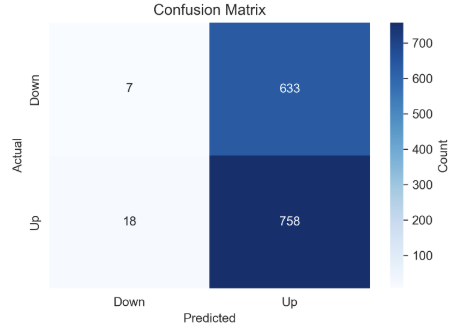 Confusion Matrix
Down
7
633
Actual
Up
18
758
Down
Up
Predicted
700
600
500
400
300
200
100
Count